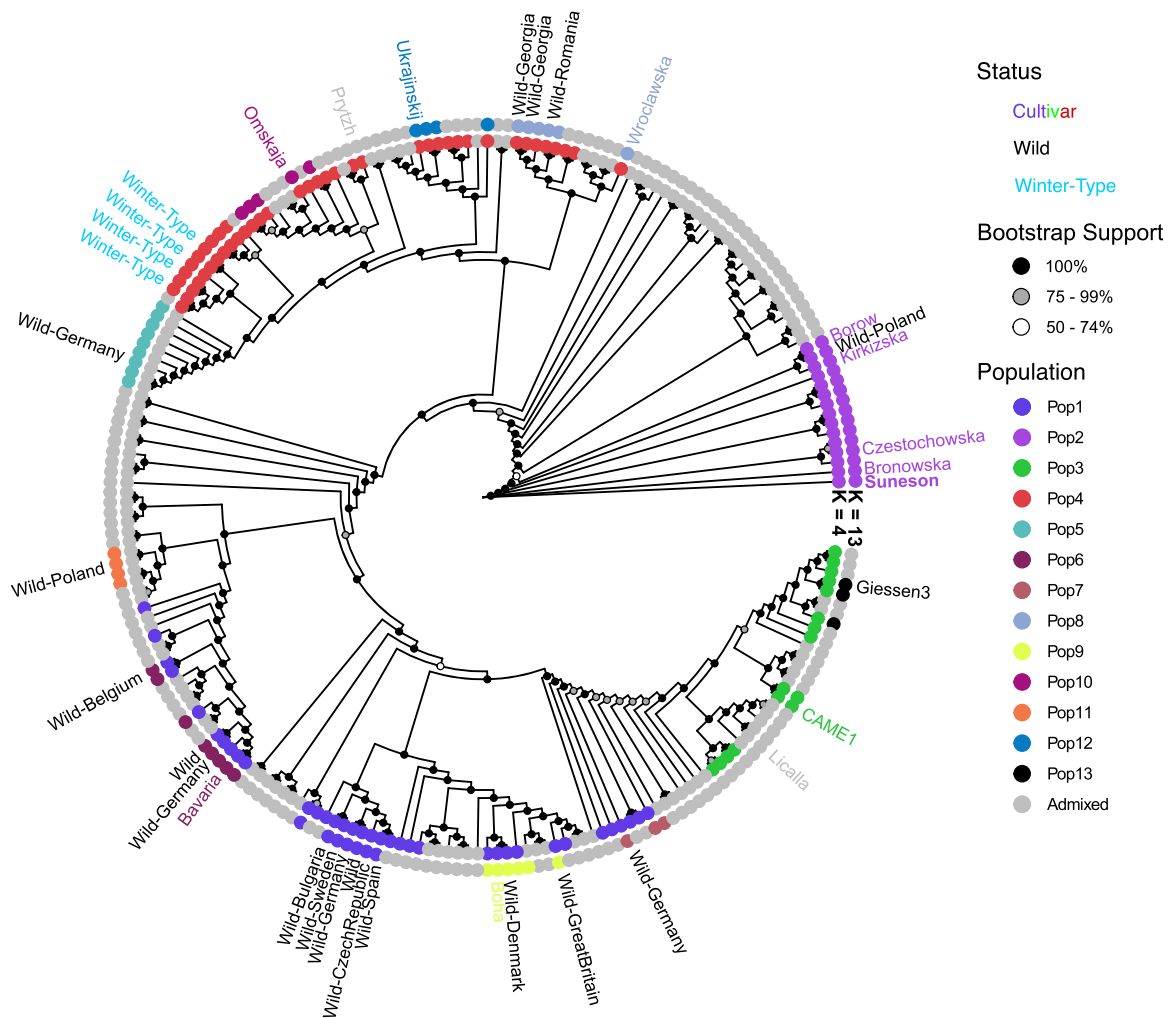 Wild-Georgia
Wild-Georgia
Wild-Romania
Ukrajinskij
Wroclawska
Prytzh
Omskaja
Winter-Type
Winter-Type
Winter-Type
Winter-Type
Wild-Germany
Borow
Wild-Poland
Kirkizska
Czestochowska
Bronowska
Suneson
K = 4
K = 13
Giessen3
CAME1
Licalla
Wild-Poland
Wild-Belgium
Wild
Wild-Germany
Bavaria
Wild-Bulgaria
Wild-Sweden
Wild-Germany
Wild
Wild-CzechRepublic
Wild-Spain
Boha
Wild-Denmark
Wild-GreatBritain
Wild-Germany
Status
Cultivar
Wild
Winter-Type
Bootstrap Support
100%
75 - 99%
50 - 74%
Population
Pop1
Pop2
Pop3
Pop4
Pop5
Pop6
Pop7
Pop8
Pop9
Pop10
Pop11
Pop12
Pop13
Admixed